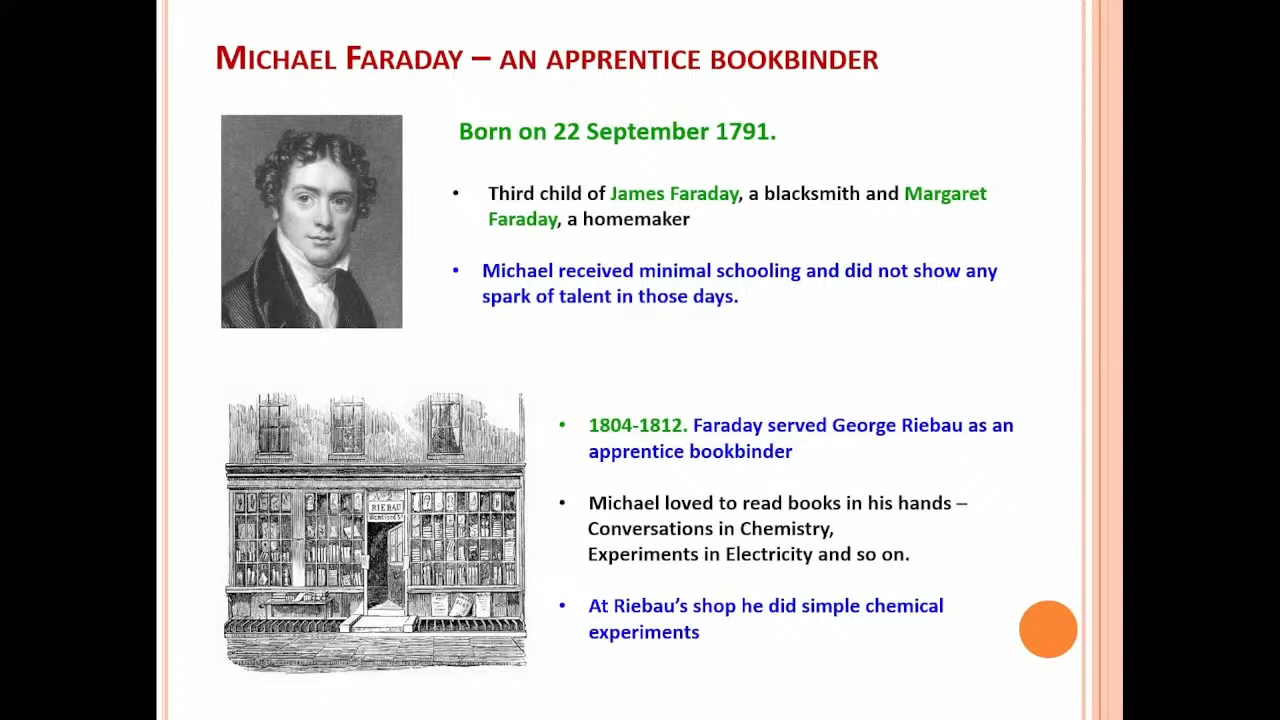 MICHAEL FARADAY – AN APPRENTICE BOOKBINDER
Born on 22 September 1791.
• Third child of James Faraday, a blacksmith and Margaret
Faraday, a homemaker
• Michael received minimal schooling and did not show any
spark of talent in those days.
• 1804-1812. Faraday served George Riebau as an
apprentice bookbinder
• Michael loved to read books in his hands –
Conversations in Chemistry,
Experiments in Electricity and so on.
• At Riebau’s shop he did simple chemical
experiments
RIEBAU